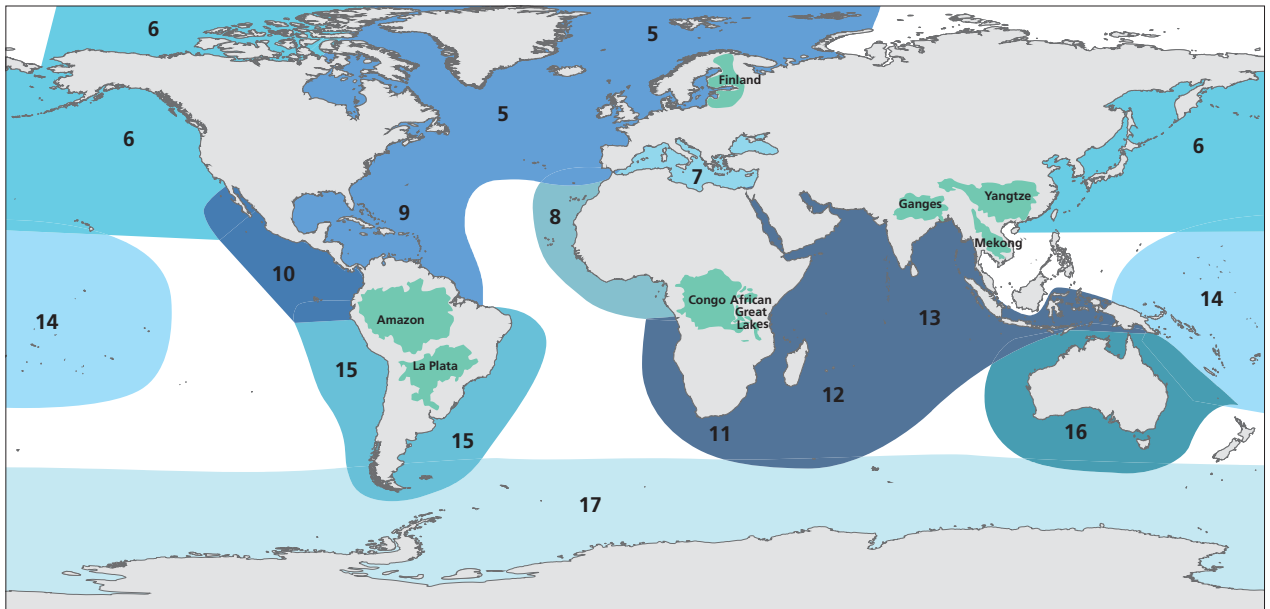 6
5
Finland
5
6
6
7
Yangtze
Ganges
9
8
Mekong
10
Congo
African
Great
Lakes
14
13
14
Amazon
La Plata
15
12
15
11
16
17